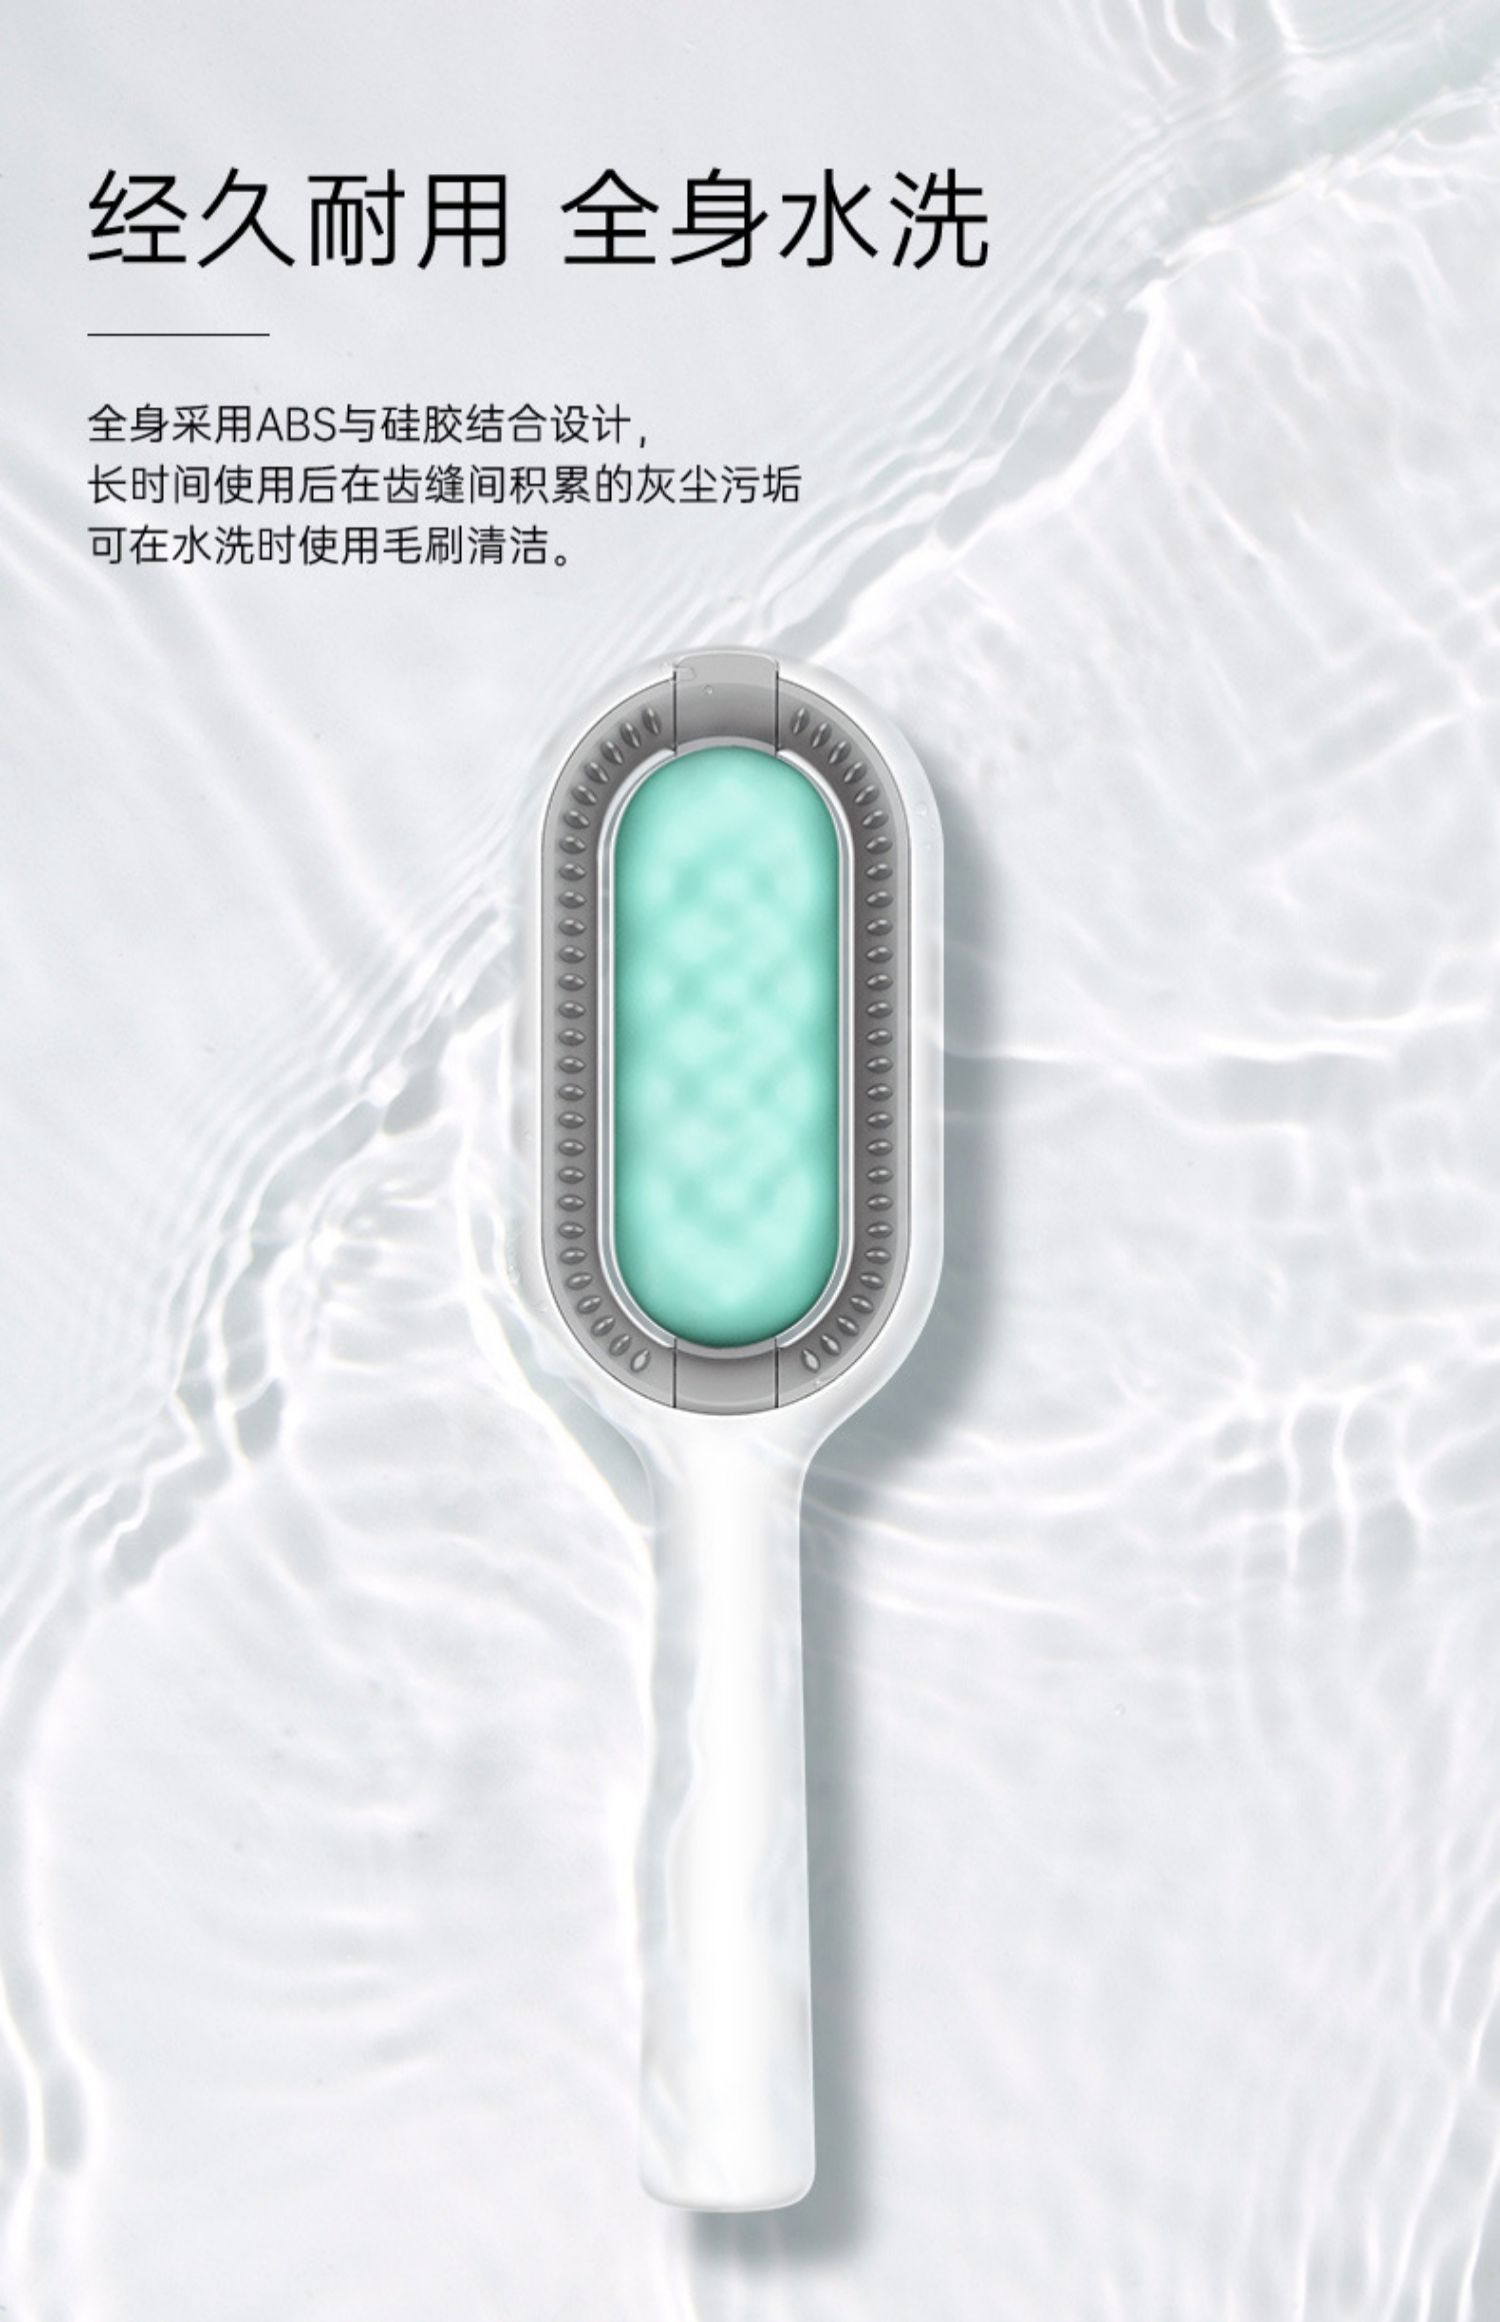 经久耐用 全身水洗
全身采用ABS与硅胶结合设计，
长时间使用后在齿缝间积累的灰尘污垢
可在水洗时使用毛刷清洁。